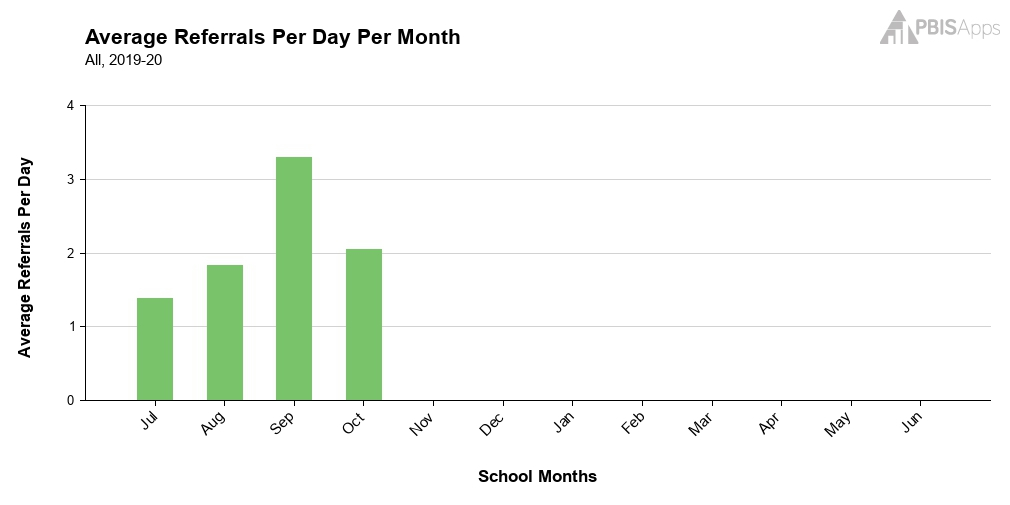 Average Referrals Per Day Per Month
All, 2019-20
PBISApps
Average Referrals Per Day
4
3
2
1
0
Jul
Aug
Sep
Oct
Nov
Dec
Jan
Feb
Mar
Apr
May
Jun
School Months